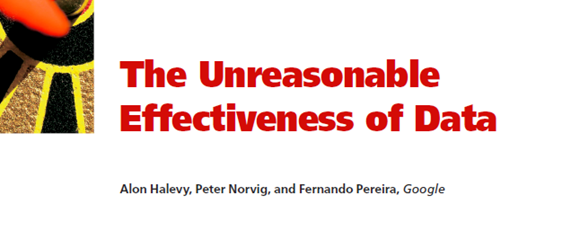 The Unreasonable
Effectiveness of Data
Alon Halevy, Peter Norvig, and Fernando Pereira, Google